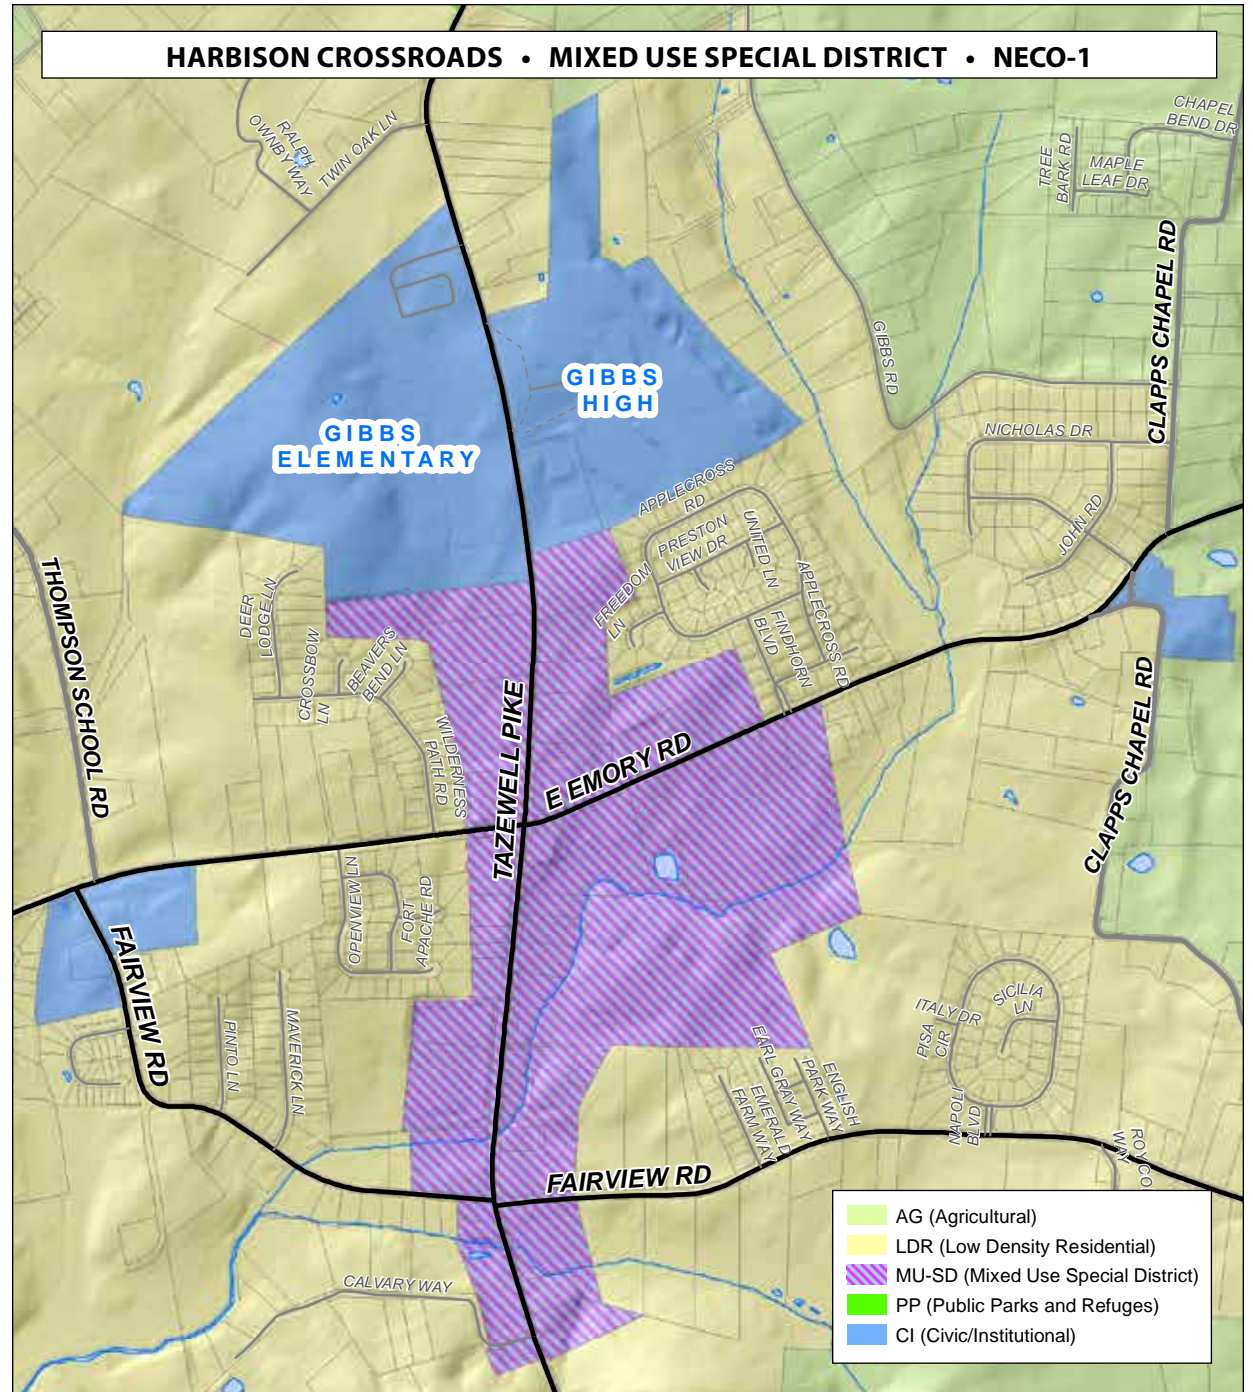 HARBISON CROSSROADS • MIXED USE SPECIAL DISTRICT • NECO-1
CHAPEL
BEND DR
RALPH
OWNBY WAY
TWIN OAK LN
TREE
BARK RD
MAPLE
LEAF DR
CLAPPS CHAPEL RD
GIBBS RD
GIBBS
HIGH
GIBBS
ELEMENTARY
NICHOLAS DR
APPLECROSS
RD
PRESTON
VIEW DR
UNIITED LN
JOHN RD
THOMPSON SCHOOL RD
DEER
LODGE LN
FREEDOM
LN
APPLECROSS RD
FINDHORN
BLVD
CROSSBOW
LN
BEAVERS
BEND LN
WILDERNESS
PATH RD
TAZEWELL PIKE
E EMORY RD
CLAPPS CHAPEL RD
OPENVIEW LN
FORT
APACHE RD
FAIRVIEW RD
PINTO LN
MAVERICK LN
ITALY DR
SICILIA
LN
PISA
CIR
EARL GRAY WAY
ENGLISH
PARK WAY
EMERALD
FARM WAY
NAPOLI
BLVD
ROYCO
WAY
FAIRVIEW RD
CALVARY WAY
AG (Agricultural)
LDR (Low Density Residential)
MU-SD (Mixed Use Special District)
PP (Public Parks and Refuges)
CI (Civic/Institutional)